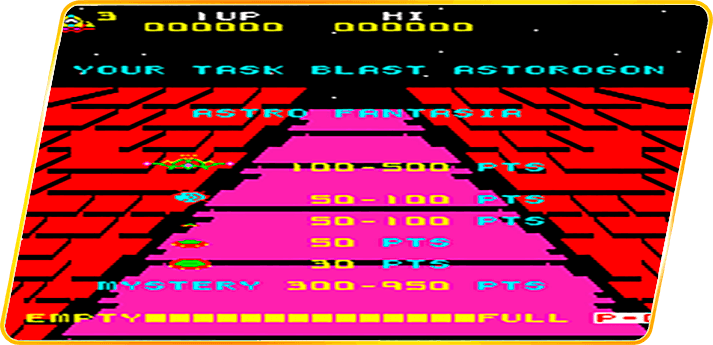 3 1UP HI
000000 000000
YOUR TASK BLAST ASTOROGON
ASTRO FANTASIA
100-500 PTS
50-100 PTS
50-100 PTS
50 PTS
30 PTS
MYSTERY 300-950 PTS
EMPTY FULL